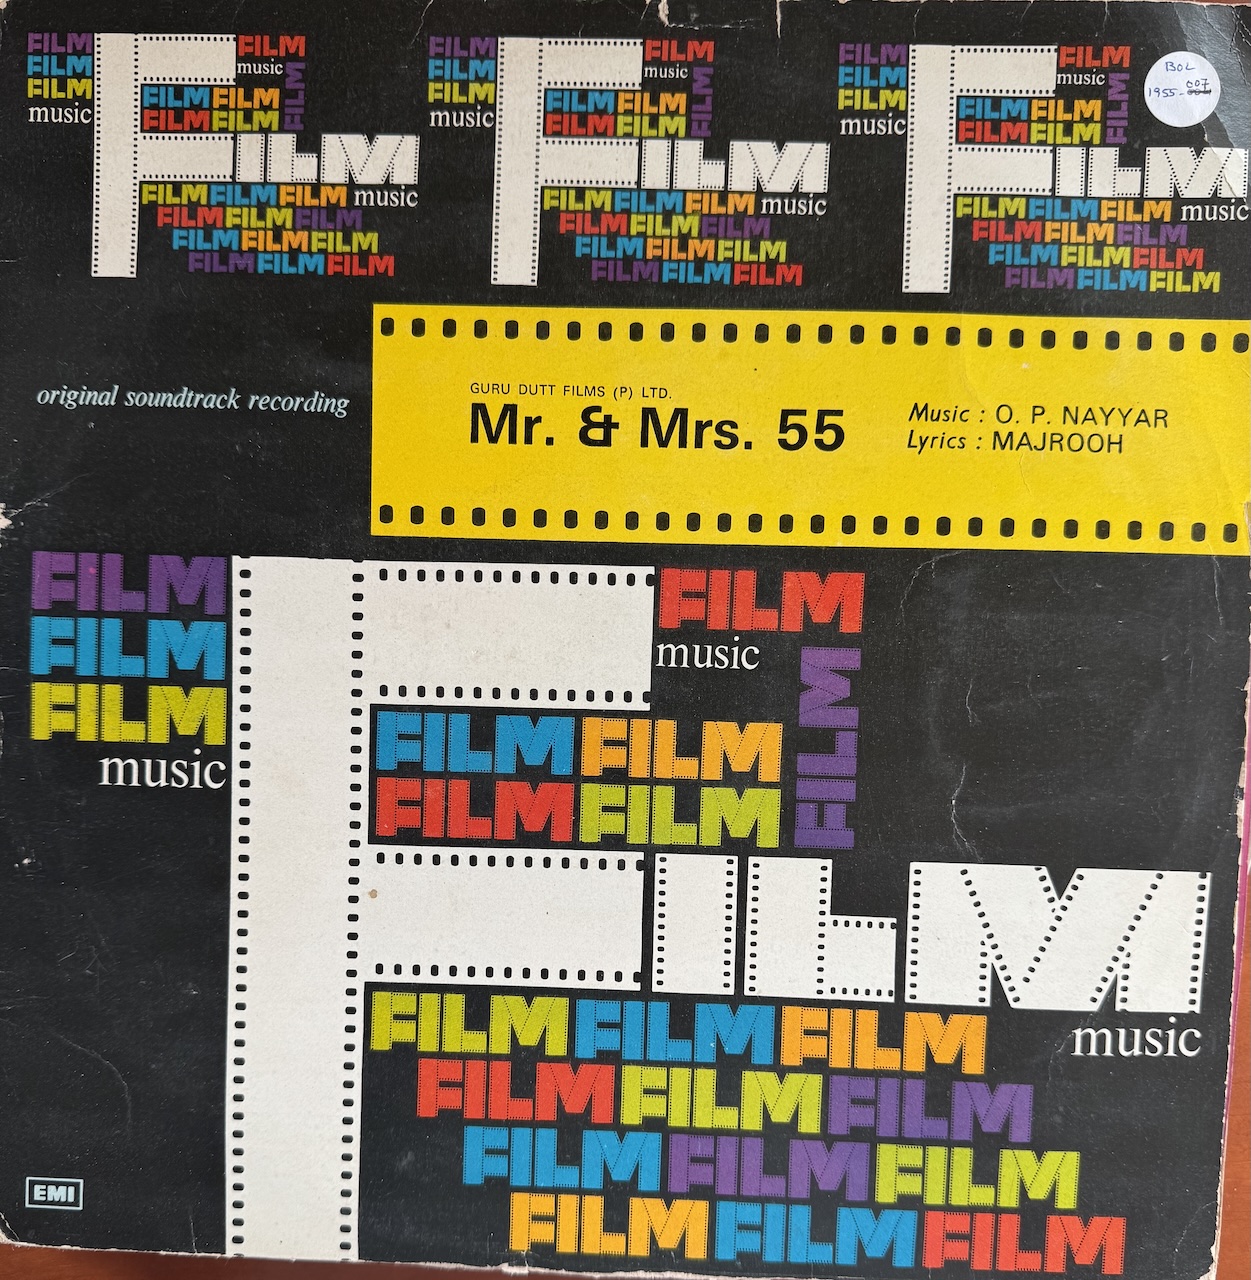 FILM
FILM
FILM
music
FILM
music
FILM
FILM FILM
FILM FILM
FILM
music
FILM FILM FILM
FILM FILM FILM
FILM FILM FILM
FILM FILM FILM
FILM
FILM
FILM
music
FILM
music
FILM
FILM FILM
FILM FILM
FILM
music
FILM FILM FILM
FILM FILM FILM
FILM FILM FILM
FILM FILM FILM
FILM
FILM
FILM
music
FILM
music
FILM
FILM FILM
FILM FILM
FILM
music
FILM FILM FILM
FILM FILM FILM
FILM FILM FILM
FILM FILM FILM
BOL
1955-007
original soundtrack recording
GURU DUTT FILMS (P) LTD.
Mr. & Mrs. 55
Music : O. P. NAYYAR
Lyrics : MAJROOH
FILM
FILM
FILM
music
FILM
music
FILM
FILM FILM
FILM FILM
FILM
music
FILM FILM FILM
FILM FILM FILM
FILM FILM FILM
FILM FILM FILM
EMI